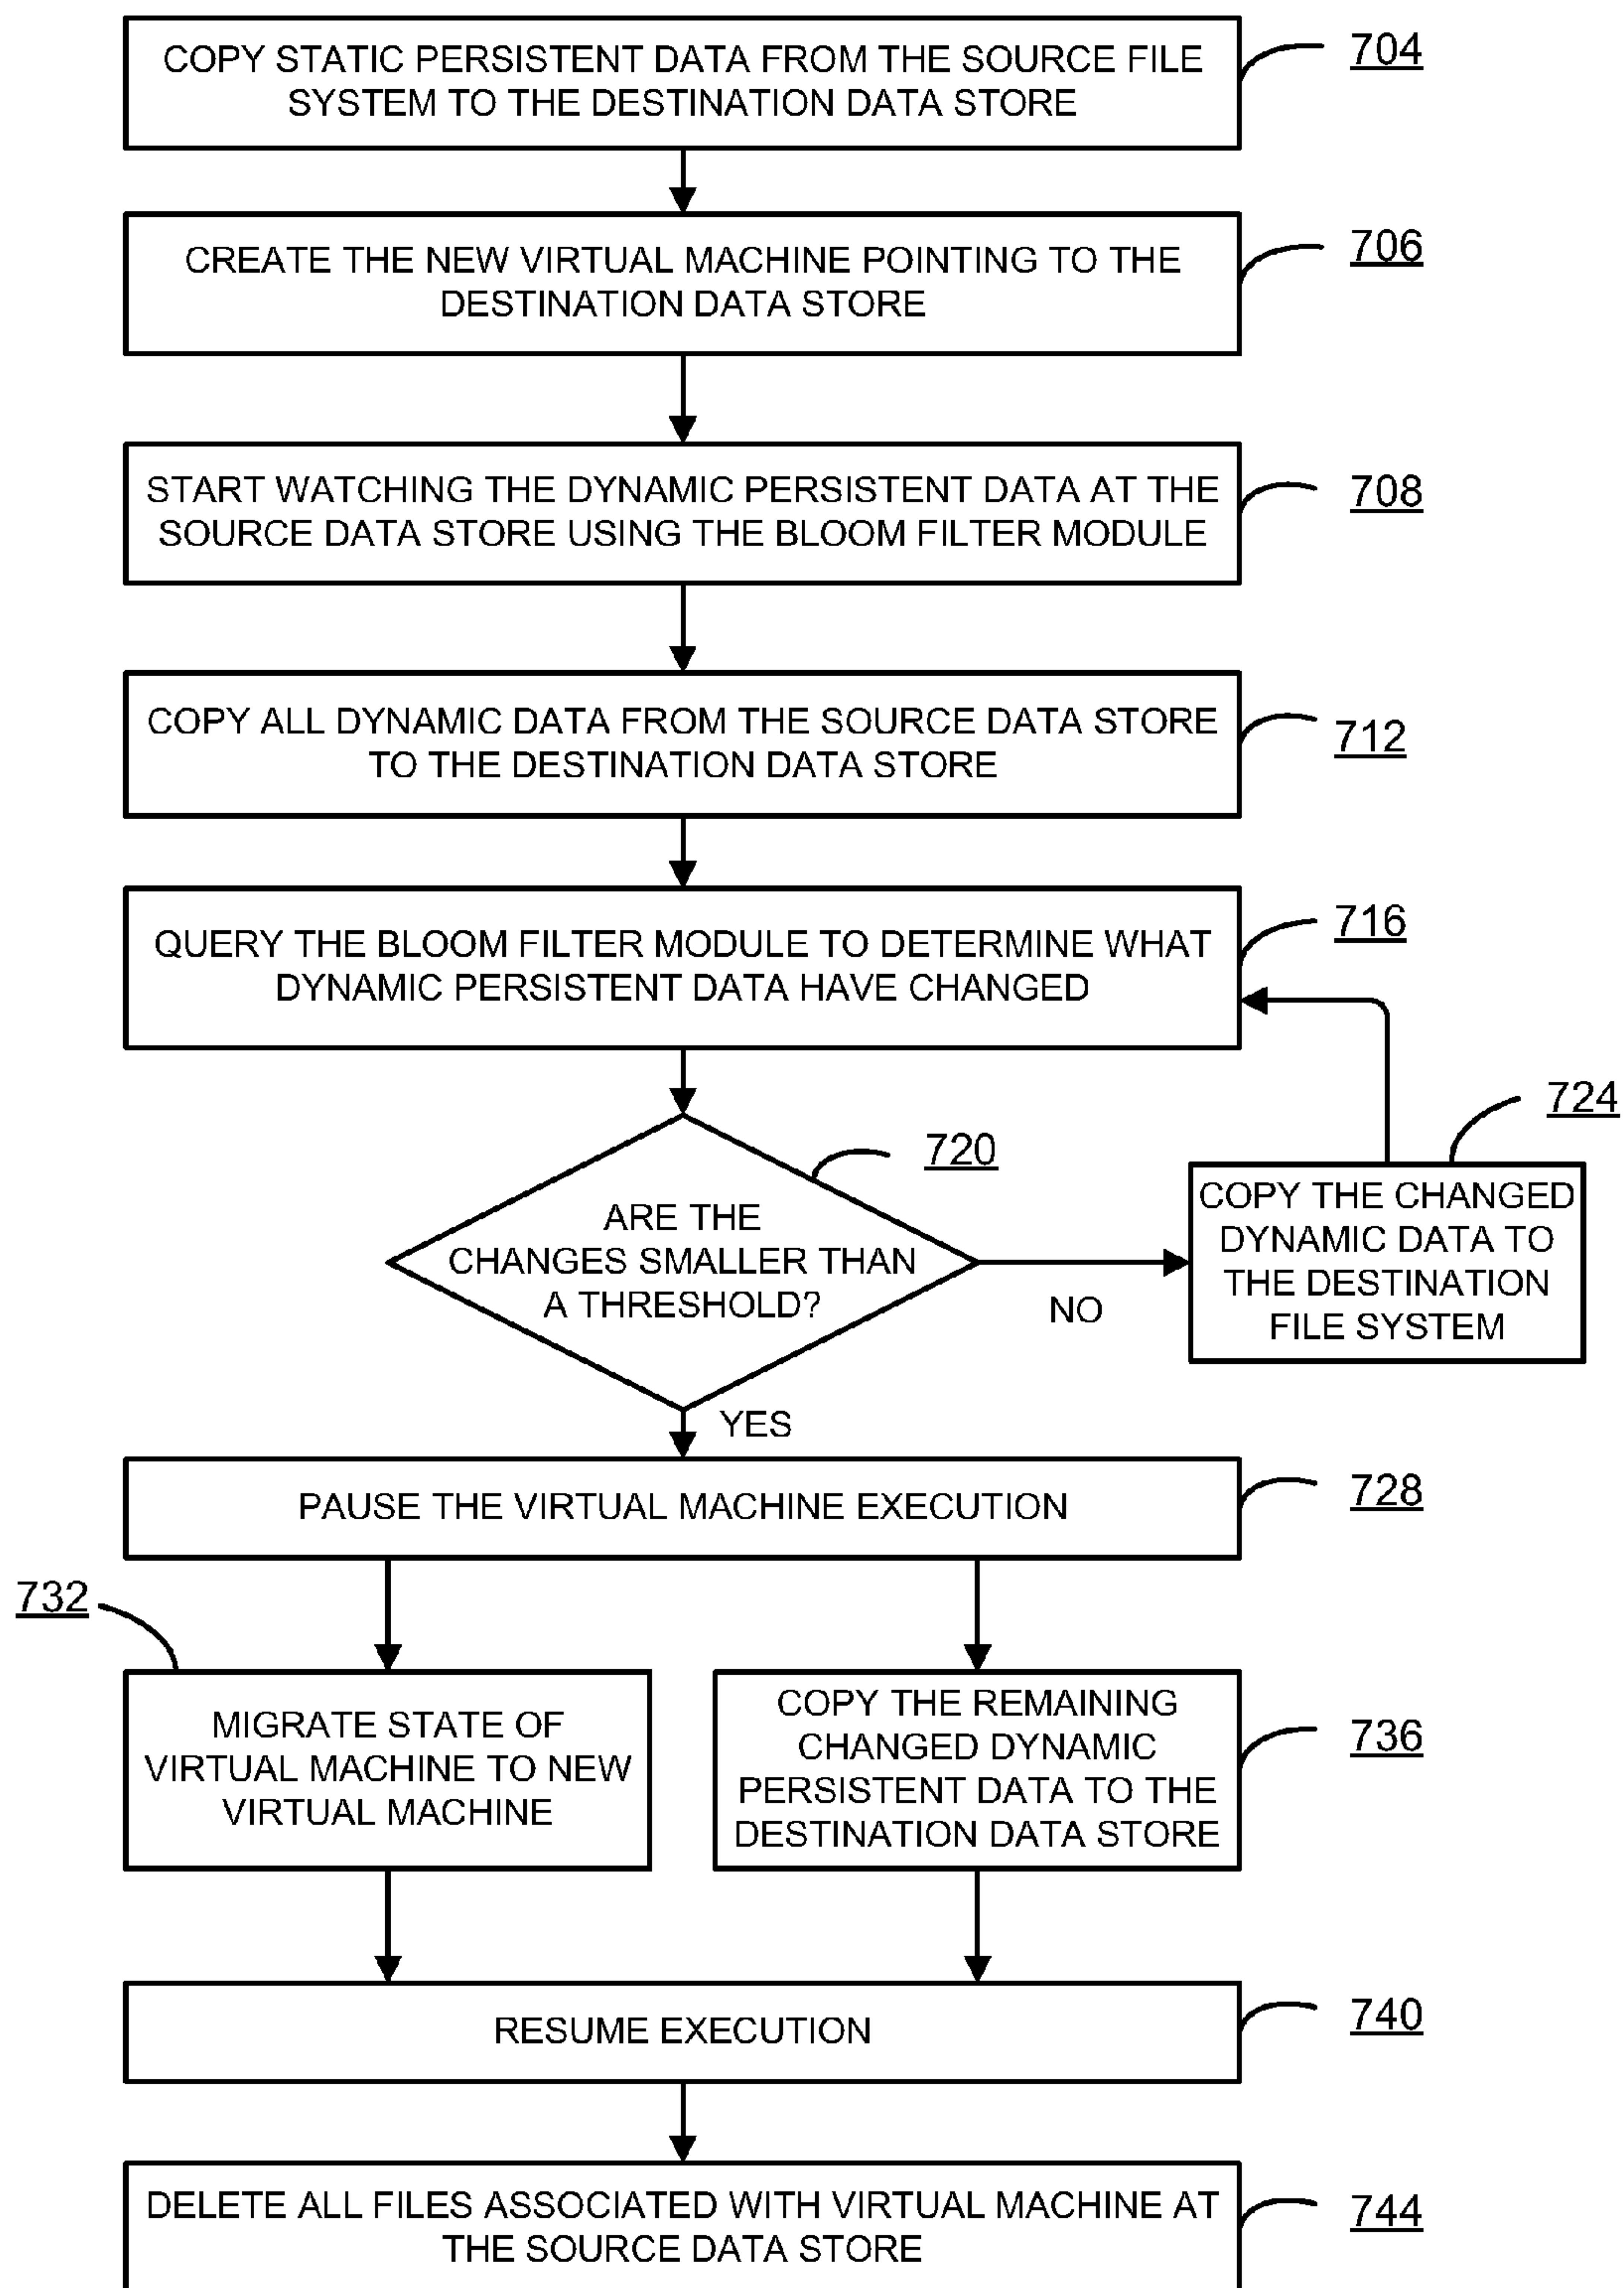 COPY STATIC PERSISTENT DATA FROM THE SOURCE FILE
SYSTEM TO THE DESTINATION DATA STORE
704
CREATE THE NEW VIRTUAL MACHINE POINTING TO THE
DESTINATION DATA STORE
706
START WATCHING THE DYNAMIC PERSISTENT DATA AT THE
SOURCE DATA STORE USING THE BLOOM FILTER MODULE
708
COPY ALL DYNAMIC DATA FROM THE SOURCE DATA STORE
TO THE DESTINATION DATA STORE
712
QUERY THE BLOOM FILTER MODULE TO DETERMINE WHAT
DYNAMIC PERSISTENT DATA HAVE CHANGED
716
ARE THE
CHANGES SMALLER THAN
A THRESHOLD?
720
NO
COPY THE CHANGED
DYNAMIC DATA TO
THE DESTINATION
FILE SYSTEM
724
YES
PAUSE THE VIRTUAL MACHINE EXECUTION
728
732
MIGRATE STATE OF
VIRTUAL MACHINE TO NEW
VIRTUAL MACHINE
COPY THE REMAINING
CHANGED DYNAMIC
PERSISTENT DATA TO THE
DESTINATION DATA STORE
736
RESUME EXECUTION
740
DELETE ALL FILES ASSOCIATED WITH VIRTUAL MACHINE AT
THE SOURCE DATA STORE
744